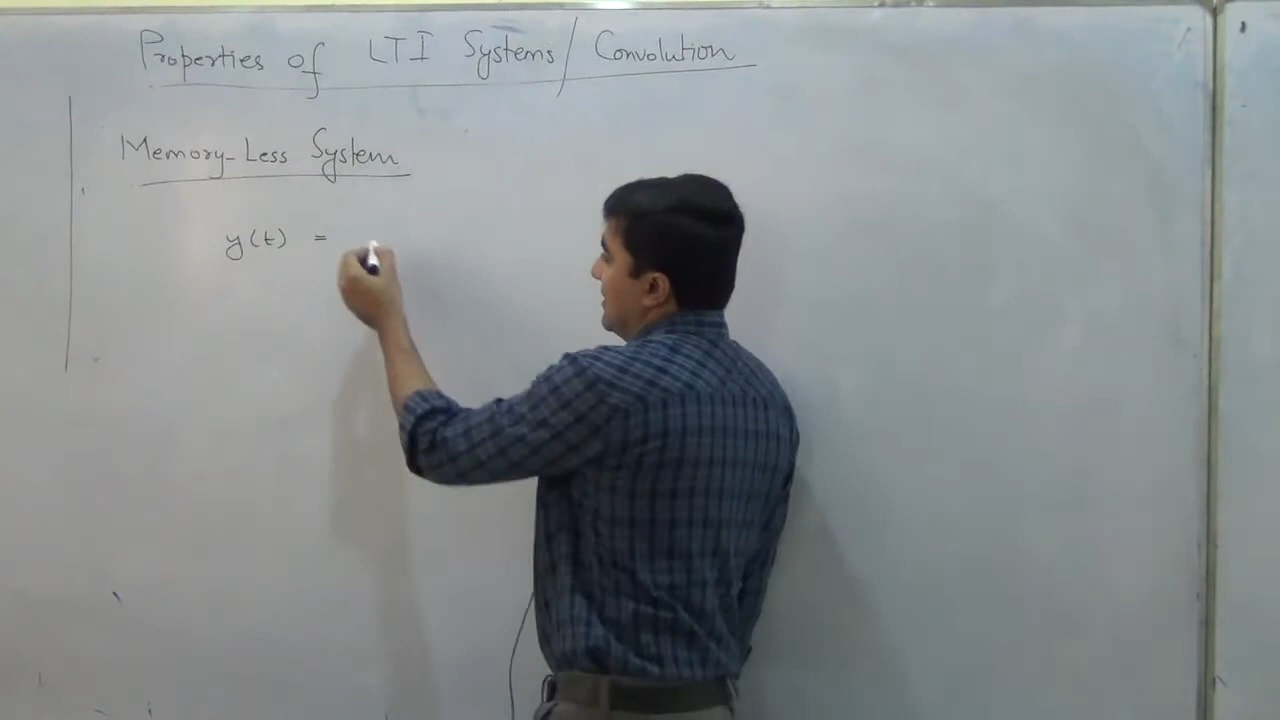 Properties of LTI Systems/Convolution
Memory-Less System
y(t) =